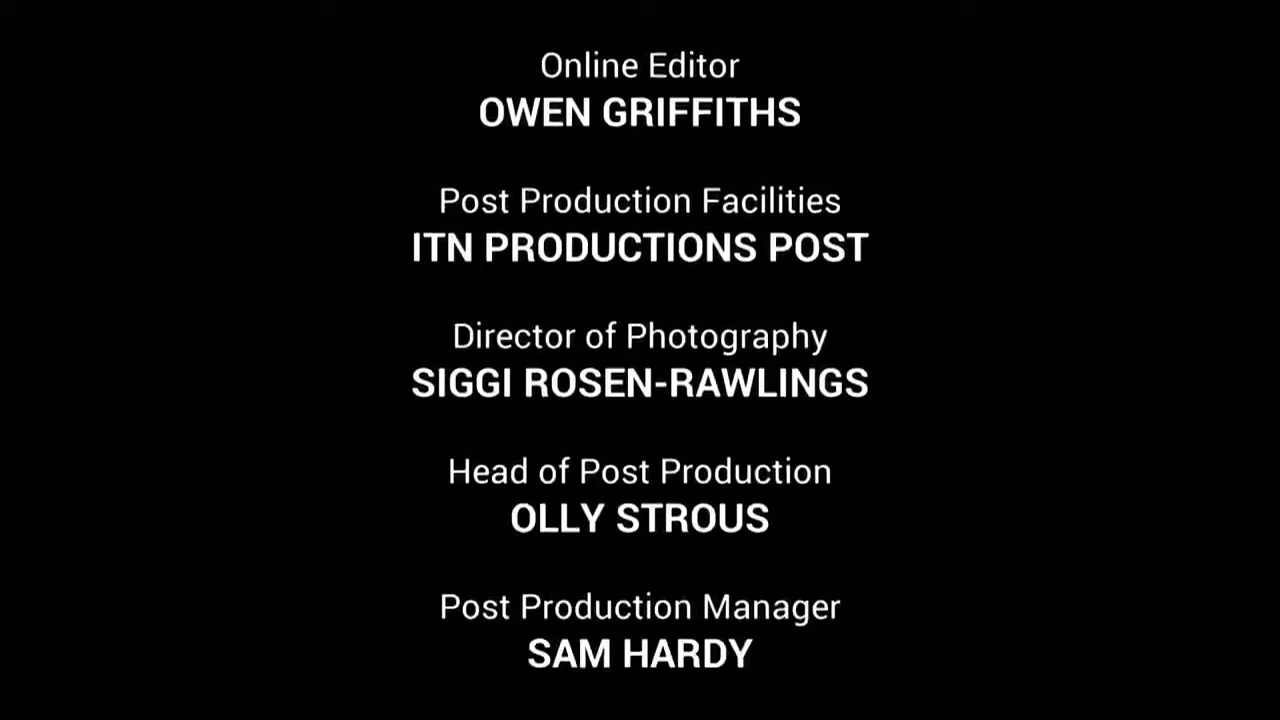 Online Editor
OWEN GRIFFITHS
Post Production Facilities
ITN PRODUCTIONS POST
Director of Photography
SIGGI ROSEN-RAWLINGS
Head of Post Production
OLLY STROUS
Post Production Manager
SAM HARDY